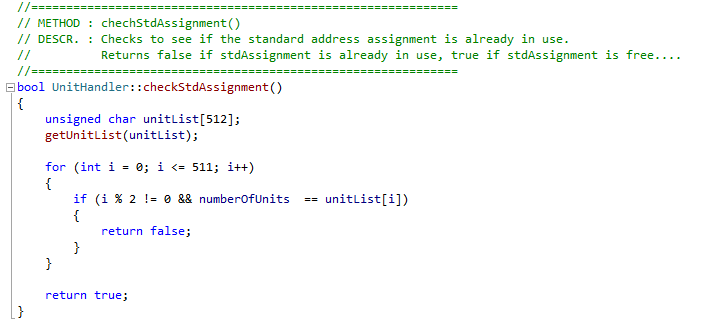 //=============================================================
// METHOD : chechStdAssignment()
// DESCR. : Checks to see if the standard address assignment is already in use.
//          Returns false if stdAssignment is already in use, true if stdAssignment is free....
//=============================================================
bool UnitHandler::checkStdAssignment()
{
    unsigned char unitList[512];
    getUnitList(unitList);

    for (int i = 0; i <= 511; i++)
    {
        if (i % 2 != 0 && numberOfUnits  == unitList[i])
        {
            return false;
        }
    }

    return true;
}